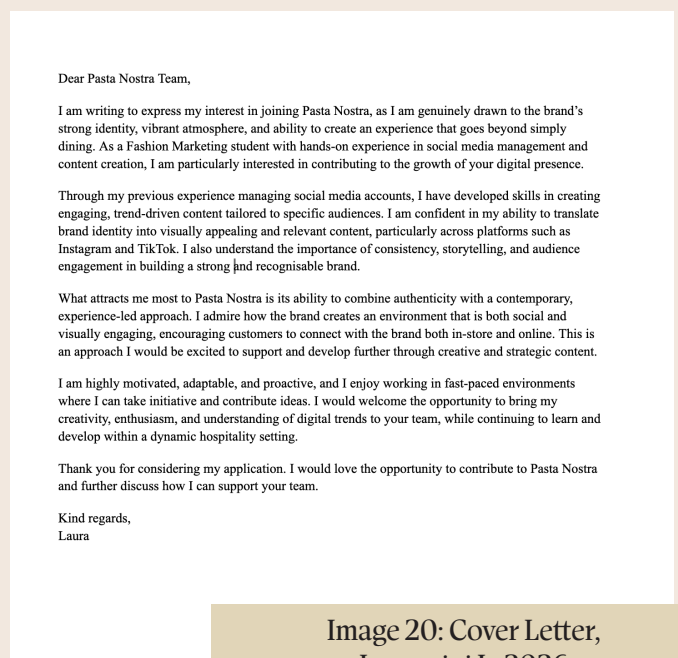 Dear Pasta Nostra Team,
I am writing to express my interest in joining Pasta Nostra, as I am genuinely drawn to the brand's
strong identity, vibrant atmosphere, and ability to create an experience that goes beyond simply
dining. As a Fashion Marketing student with hands-on experience in social media management and
content creation, I am particularly interested in contributing to the growth of your digital presence.
Through my previous experience managing social media accounts, I have developed skills in creating
engaging, trend-driven content tailored to specific audiences. I am confident in my ability to translate
brand identity into visually appealing and relevant content, particularly across platforms such as
Instagram and TikTok. I also understand the importance of consistency, storytelling, and audience
engagement in building a strong and recognisable brand.
What attracts me most to Pasta Nostra is its ability to combine authenticity with a contemporary,
experience-led approach. I admire how the brand creates an environment that is both social and
visually engaging, encouraging customers to connect with the brand both in-store and online. This is
an approach I would be excited to support and develop further through creative and strategic content.
I am highly motivated, adaptable, and proactive, and I enjoy working in fast-paced environments
where I can take initiative and contribute ideas. I would welcome the opportunity to bring my
creativity, enthusiasm, and understanding of digital trends to your team, while continuing to learn and
develop within a dynamic hospitality setting.
Thank you for considering my application. I would love the opportunity to contribute to Pasta Nostra
and further discuss how I can support your team.
Kind regards,
Laura
Image 20: Cover Letter,